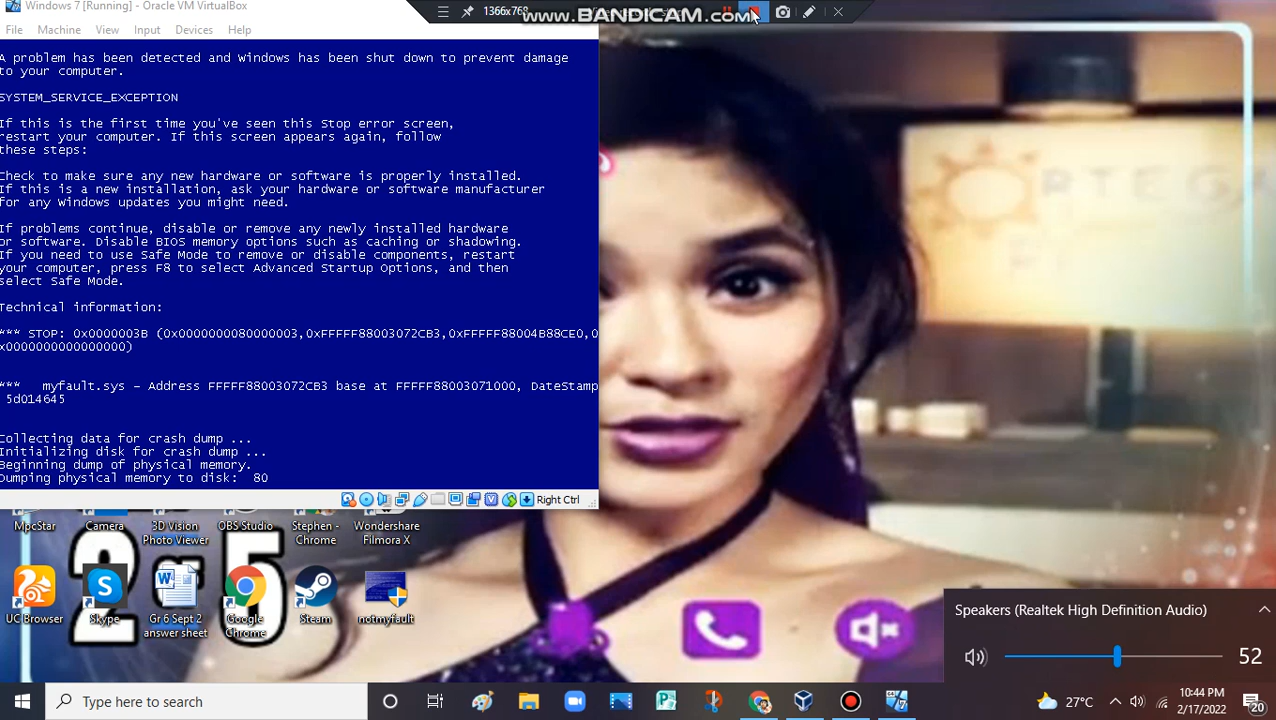 Windows 7 [Running] - Oracle VM VirtualBox
1366x768
www.BANDICAM.com
File Machine View Input Devices Help
A problem has been detected and Windows has been shut down to prevent damage
to your computer.
SYSTEM_SERVICE_EXCEPTION
If this is the first time you've seen this Stop error screen,
restart your computer. If this screen appears again, follow
these steps:
Check to make sure any new hardware or software is properly installed.
If this is a new installation, ask your hardware or software manufacturer
for any Windows updates you might need.
If problems continue, disable or remove any newly installed hardware
or software. Disable BIOS memory options such as caching or shadowing.
If you need to use Safe Mode to remove or disable components, restart
your computer, press F8 to select Advanced Startup Options, and then
select Safe Mode.
Technical information:
*** STOP: 0x0000003B (0x0000000080000003,0xFFFFF88003072CB3,0xFFFFF88004B88CE0,0
x0000000000000000)
*** myfault.sys - Address FFFFF88003072CB3 base at FFFFF88003071000, DateStamp
5d014645
Collecting data for crash dump ...
Initializing disk for crash dump ...
Beginning dump of physical memory.
Dumping physical memory to disk: 80
Right Ctrl
MpcStar
Camera
3D Vision
Photo Viewer
OBS Studio
Stephen -
Chrome
Wondershare
Filmora X
UC Browser
Skype
Gr 6 Sept 2
answer sheet
Google
Chrome
Steam
notmyfault
Speakers (Realtek High Definition Audio)
52
Type here to search
27°C
10:44 PM
2/17/2022
20